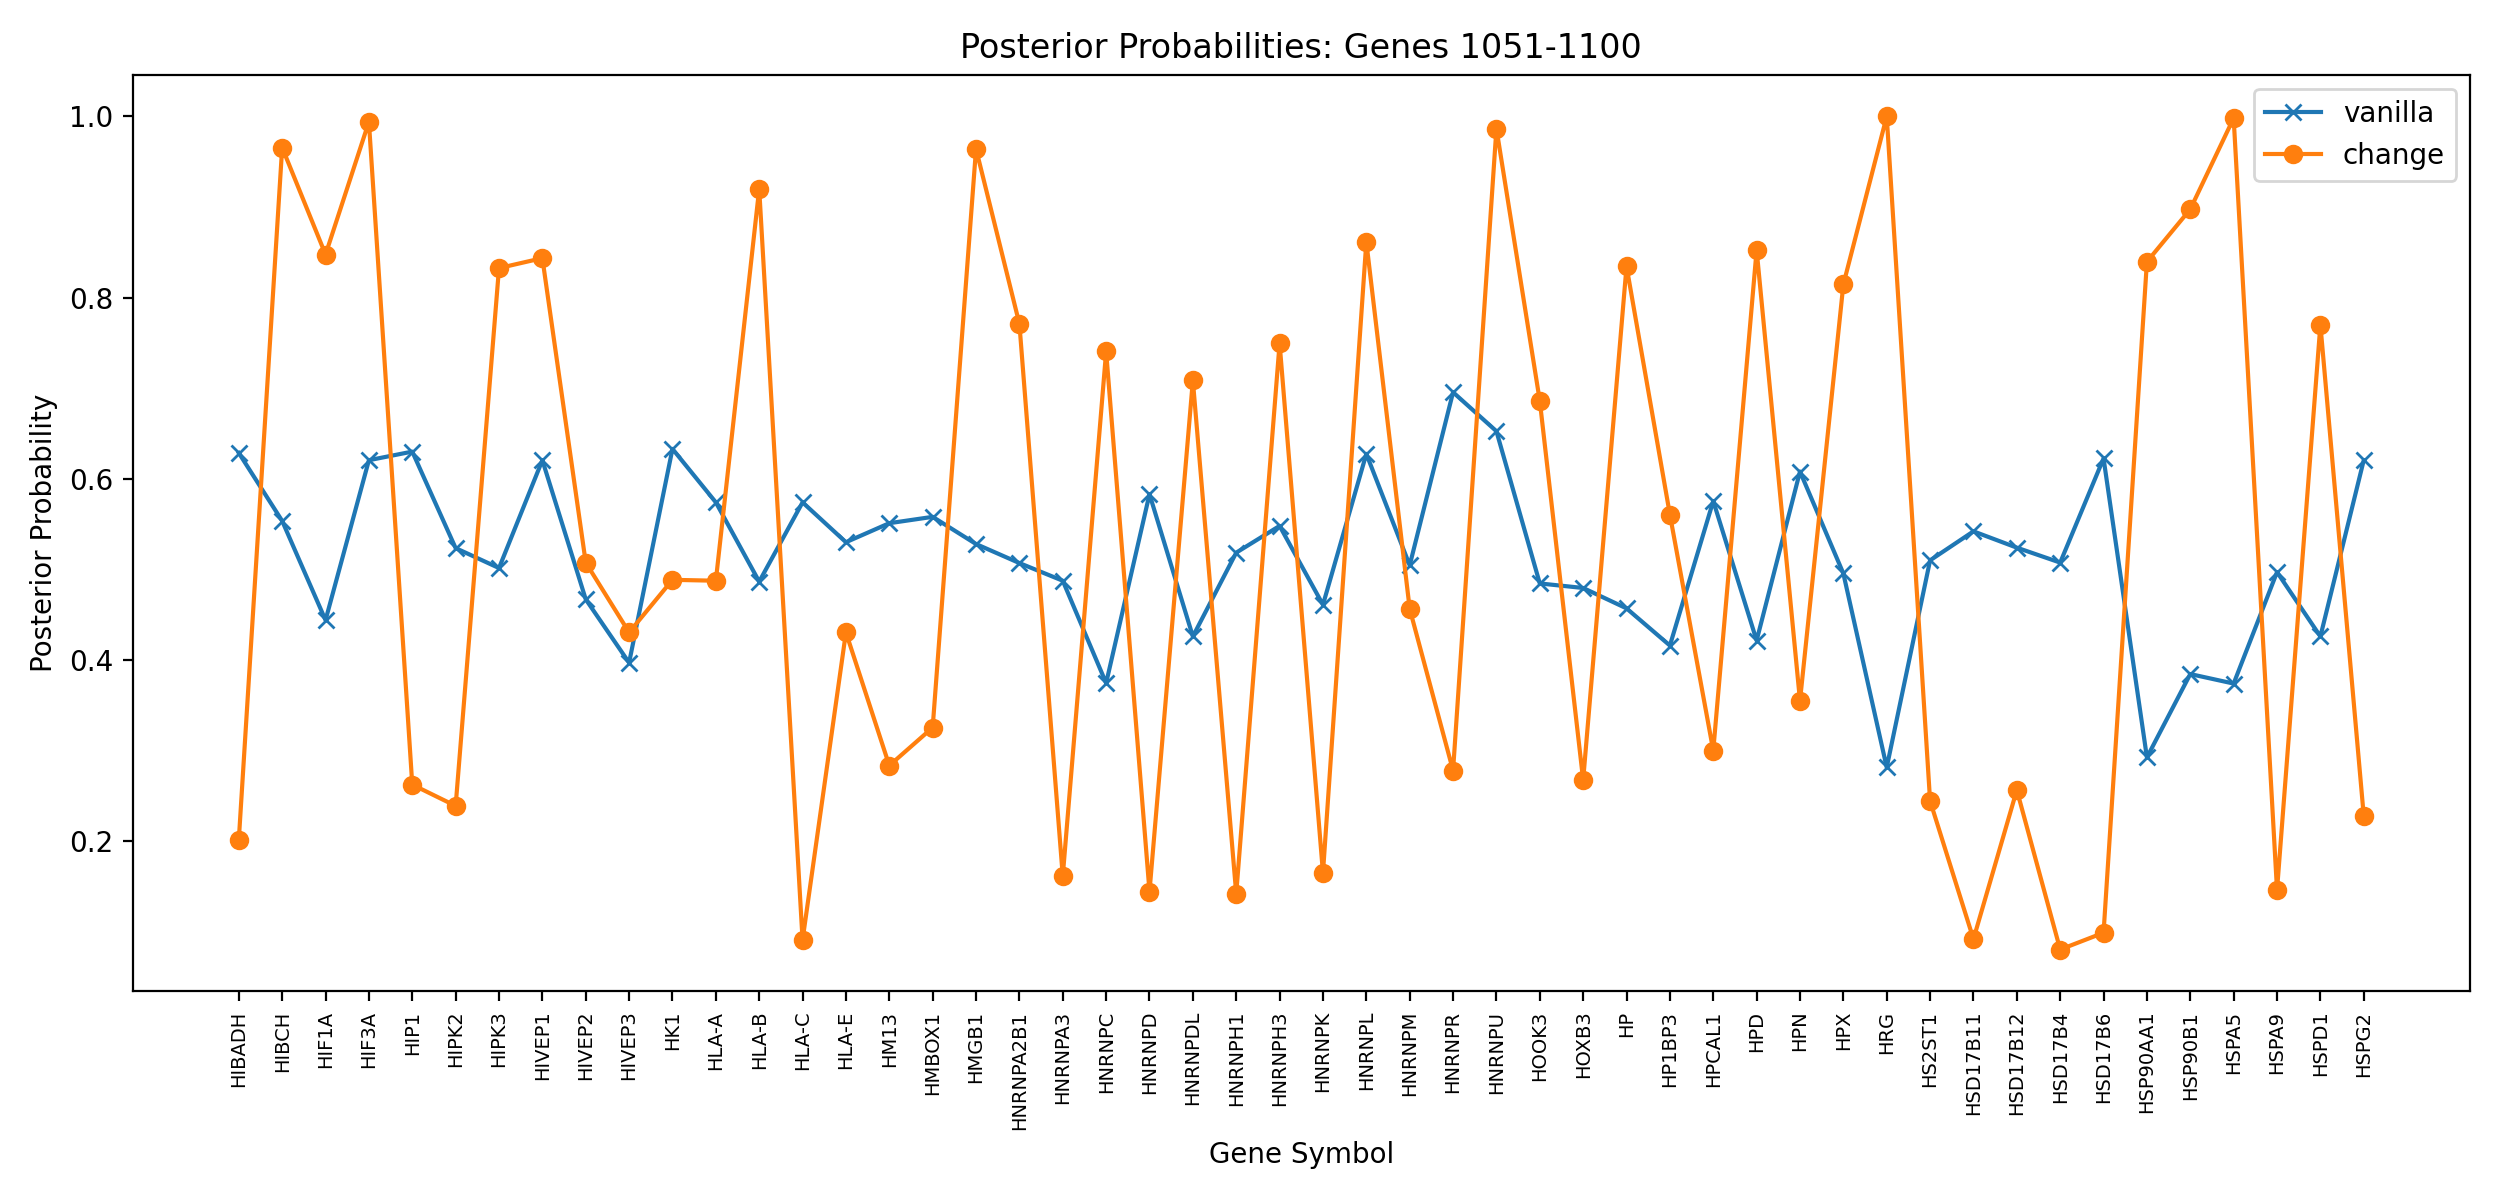 Posterior Probabilities: Genes 1051-1100
vanilla
change
Posterior Probability
1.0
0.8
0.6
0.4
0.2
HIBADH
HIBCH
HIF1A
HIF3A
HIP1
HIPK2
HIPK3
HIVEP1
HIVEP2
HIVEP3
HK1
HLA-A
HLA-B
HLA-C
HLA-E
HM13
HMBOX1
HMGB1
HNRNPA2B1
HNRNPA3
HNRNPC
HNRNPD
HNRNPDL
HNRNPH1
HNRNPH3
HNRNPK
HNRNPL
HNRNPM
HNRNPR
HNRNPU
HOOK3
HOXB3
HP
HP1BP3
HPCAL1
HPD
HPN
HPX
HRG
HS2ST1
HSD17B11
HSD17B12
HSD17B4
HSD17B6
HSP90AA1
HSP90B1
HSPA5
HSPA9
HSPD1
HSPG2
Gene Symbol